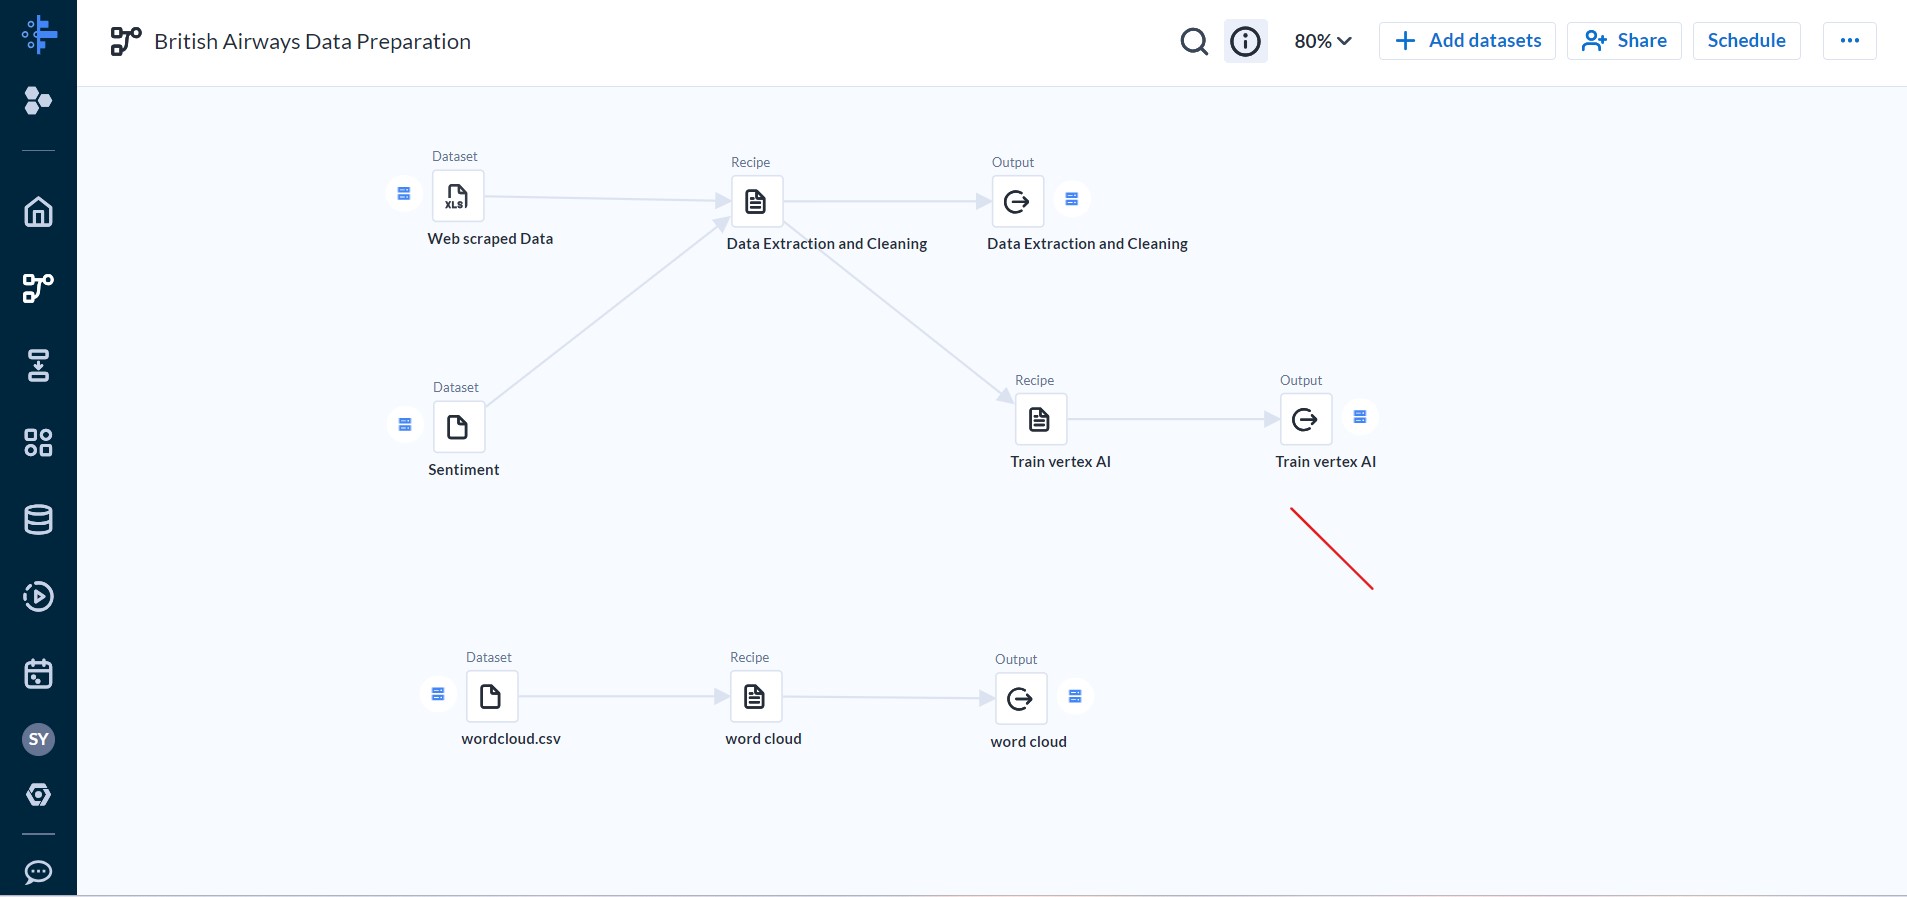 British Airways Data Preparation
80%
Add datasets
Share
Schedule
Dataset
Recipe
Output
XLS
Web scraped Data
Data Extraction and Cleaning
Data Extraction and Cleaning
Dataset
Recipe
Output
Sentiment
Train vertex AI
Train vertex AI
Dataset
Recipe
Output
wordcloud.csv
word cloud
word cloud
SY